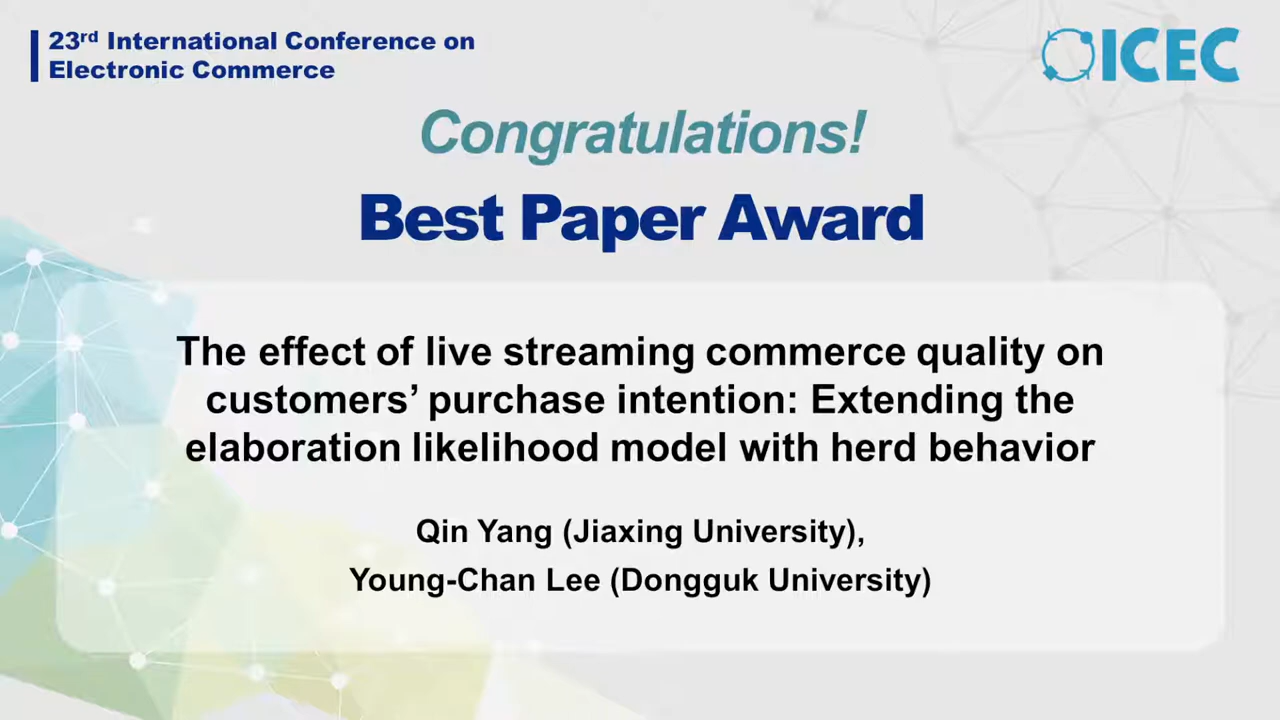 23rd International Conference on
Electronic Commerce
ICEC
Congratulations!
Best Paper Award
The effect of live streaming commerce quality on
customers’ purchase intention: Extending the
elaboration likelihood model with herd behavior
Qin Yang (Jiaxing University),
Young-Chan Lee (Dongguk University)